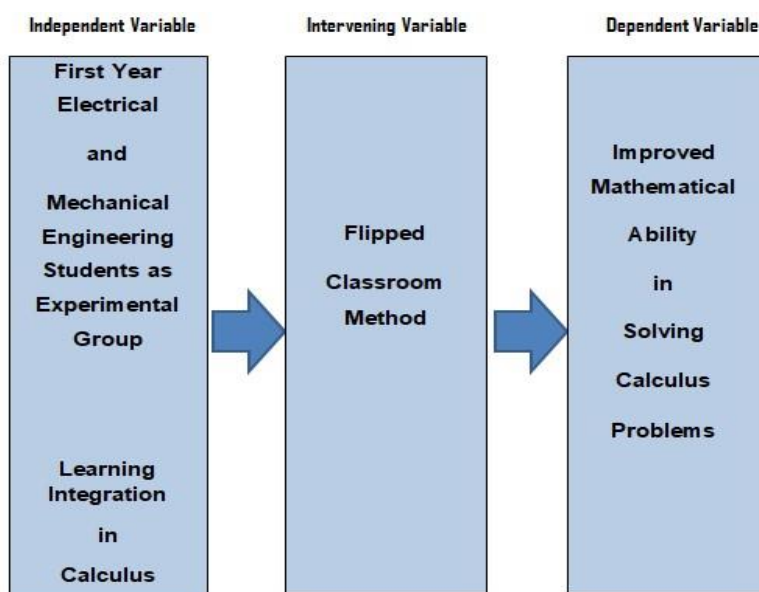 Independent Variable
Intervening Variable
Dependent Variable
First Year
Electrical
and
Mechanical
Engineering
Students as
Experimental
Group
Learning
Integration
in
Calculus
Flipped
Classroom
Method
Improved
Mathematical
Ability
in
Solving
Calculus
Problems